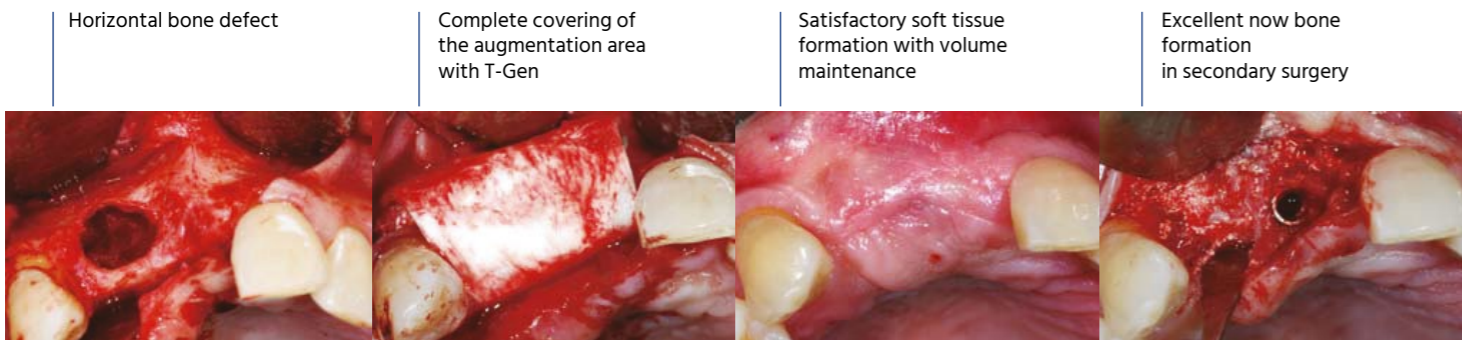 Horizontal bone defect
Complete covering of
the augmentation area
with T-Gen
Satisfactory soft tissue
formation with volume
maintenance
Excellent now bone
formation
in secondary surgery